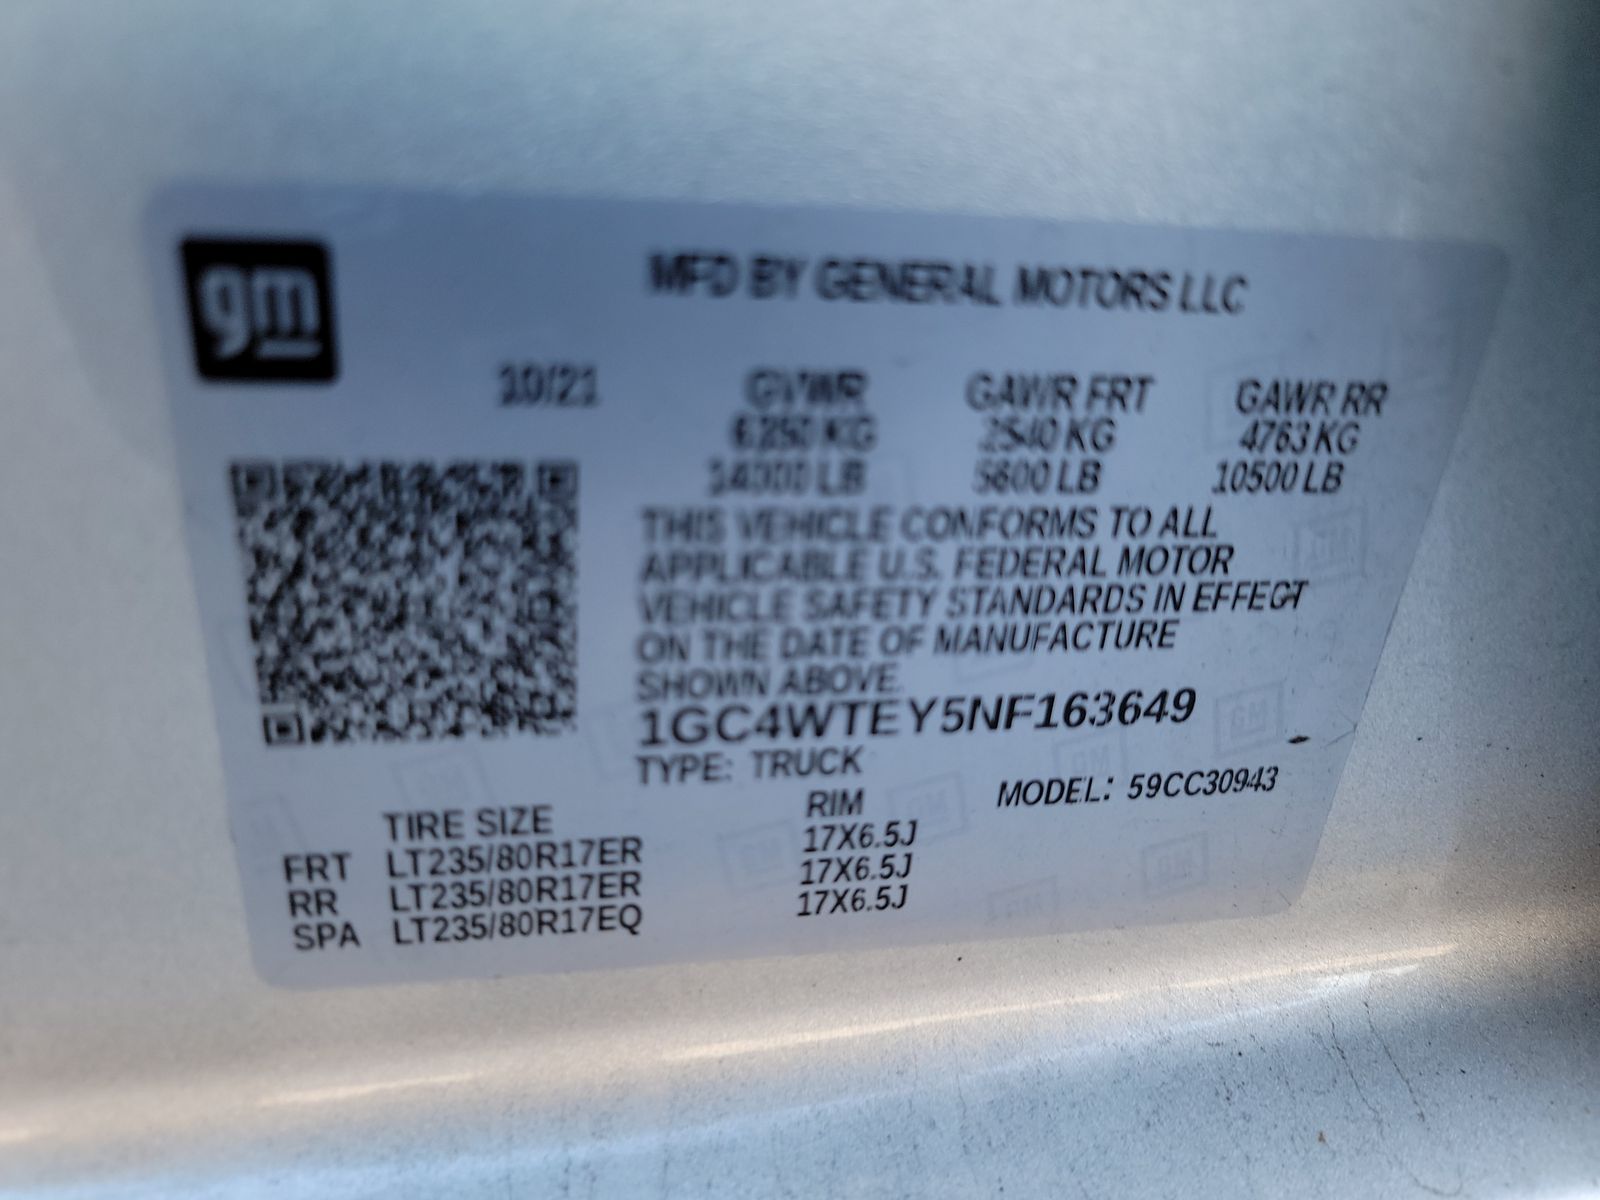 gm
MFD BY GENERAL MOTORS LLC
10/21 GVWR GAWR FRT GAWR RR
6350 KG 2540 KG 4763 KG
14000 LB 5600 LB 10500 LB
THIS VEHICLE CONFORMS TO ALL
APPLICABLE U.S. FEDERAL MOTOR
VEHICLE SAFETY STANDARDS IN EFFECT
ON THE DATE OF MANUFACTURE
SHOWN ABOVE.
1GC4WTEY5NF163649
TYPE: TRUCK
MODEL: 59CC30943
TIRE SIZE RIM
FRT LT235/80R17ER 17X6.5J
RR LT235/80R17ER 17X6.5J
SPA LT235/80R17EQ 17X6.5J